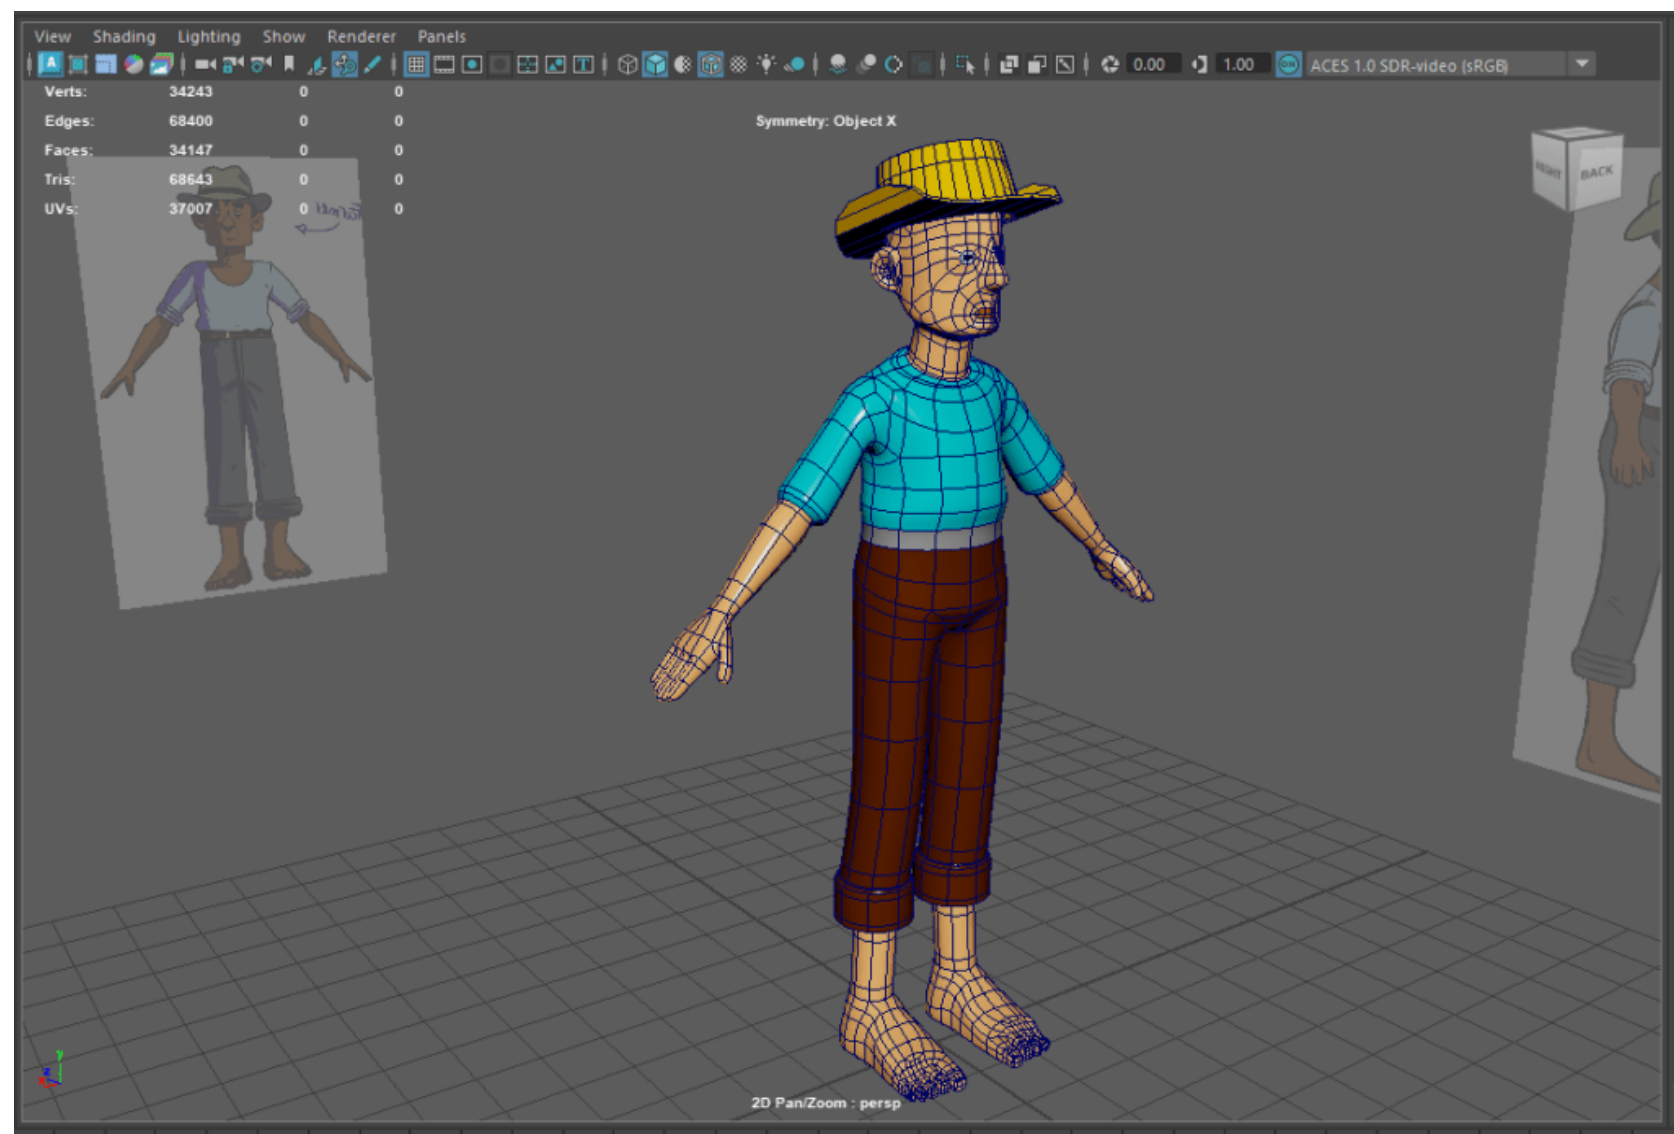 View Shading Lighting Show Renderer Panels
0.00 1.00 ON ACES 1.0 SDR-video (sRGB)
Verts: 34243 0 0
Edges: 68400 0 0
Faces: 34147 0 0
Tris: 68643 0 0
UVs: 37007 0 0
Symmetry: Object X
RIGHT BACK
y
z
x
2D Pan/Zoom : persp